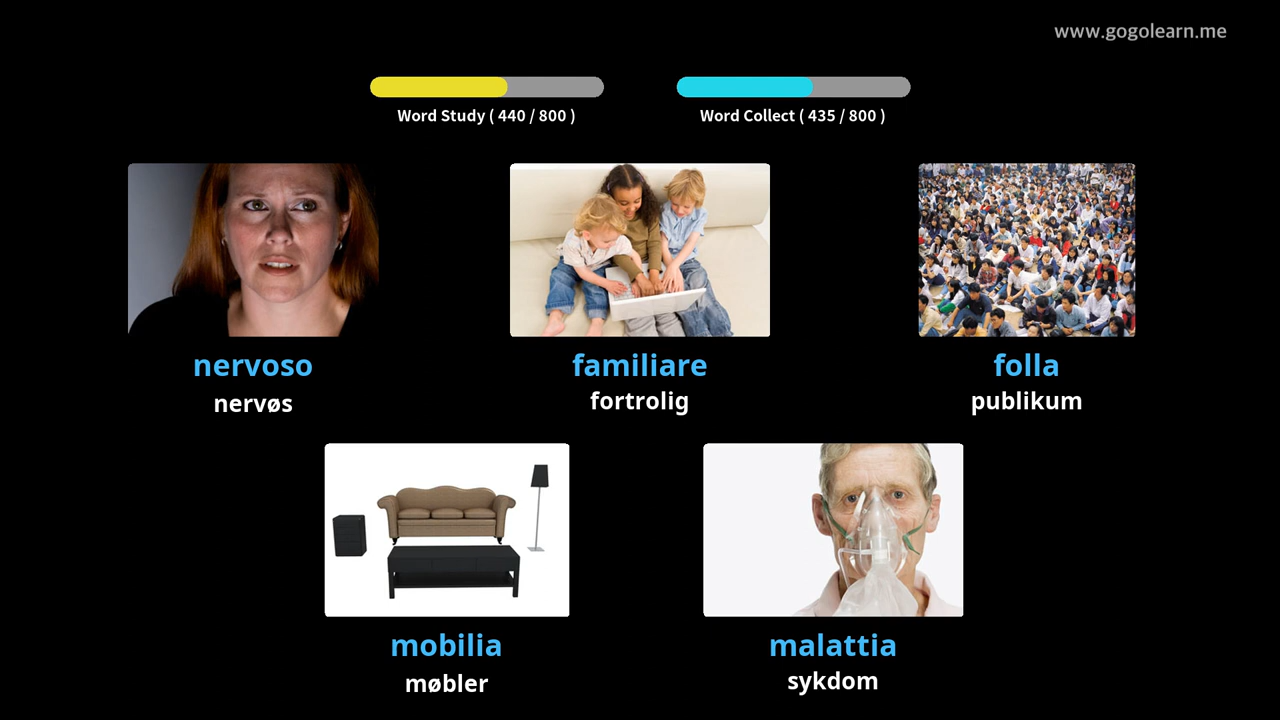 www.gogolearn.me
Word Study ( 440 / 800 )
Word Collect ( 435 / 800 )
nervoso
nervøs
familiare
fortrolig
folla
publikum
mobilia
møbler
malattia
sykdom